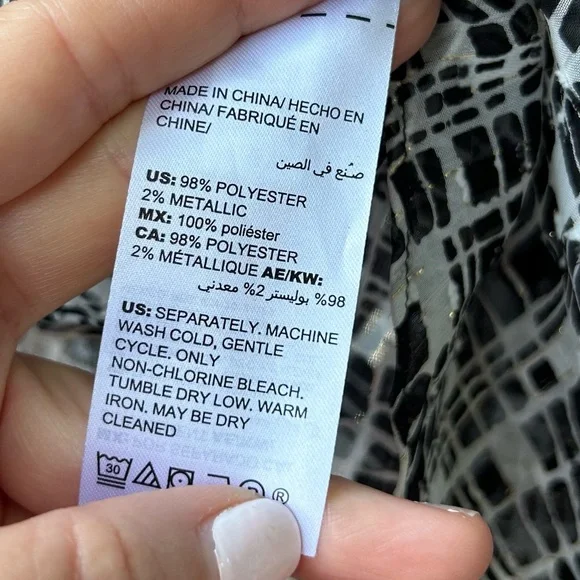 MADE IN CHINA/ HECHO EN
CHINA/ FABRIQUÉ EN
CHINE/
صُنع في الصين
US: 98% POLYESTER
2% METALLIC
MX: 100% poliéster
CA: 98% POLYESTER
2% MÉTALLIQUE AE/KW:
98% بوليستر 2% معدني
US: SEPARATELY. MACHINE
WASH COLD, GENTLE
CYCLE. ONLY
NON-CHLORINE BLEACH.
TUMBLE DRY LOW. WARM
IRON. MAY BE DRY
CLEANED
30
®